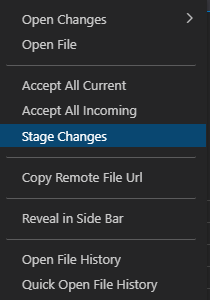 Open Changes
Open File
Accept All Current
Accept All Incoming
Stage Changes
Copy Remote File Url
Reveal in Side Bar
Open File History
Quick Open File History